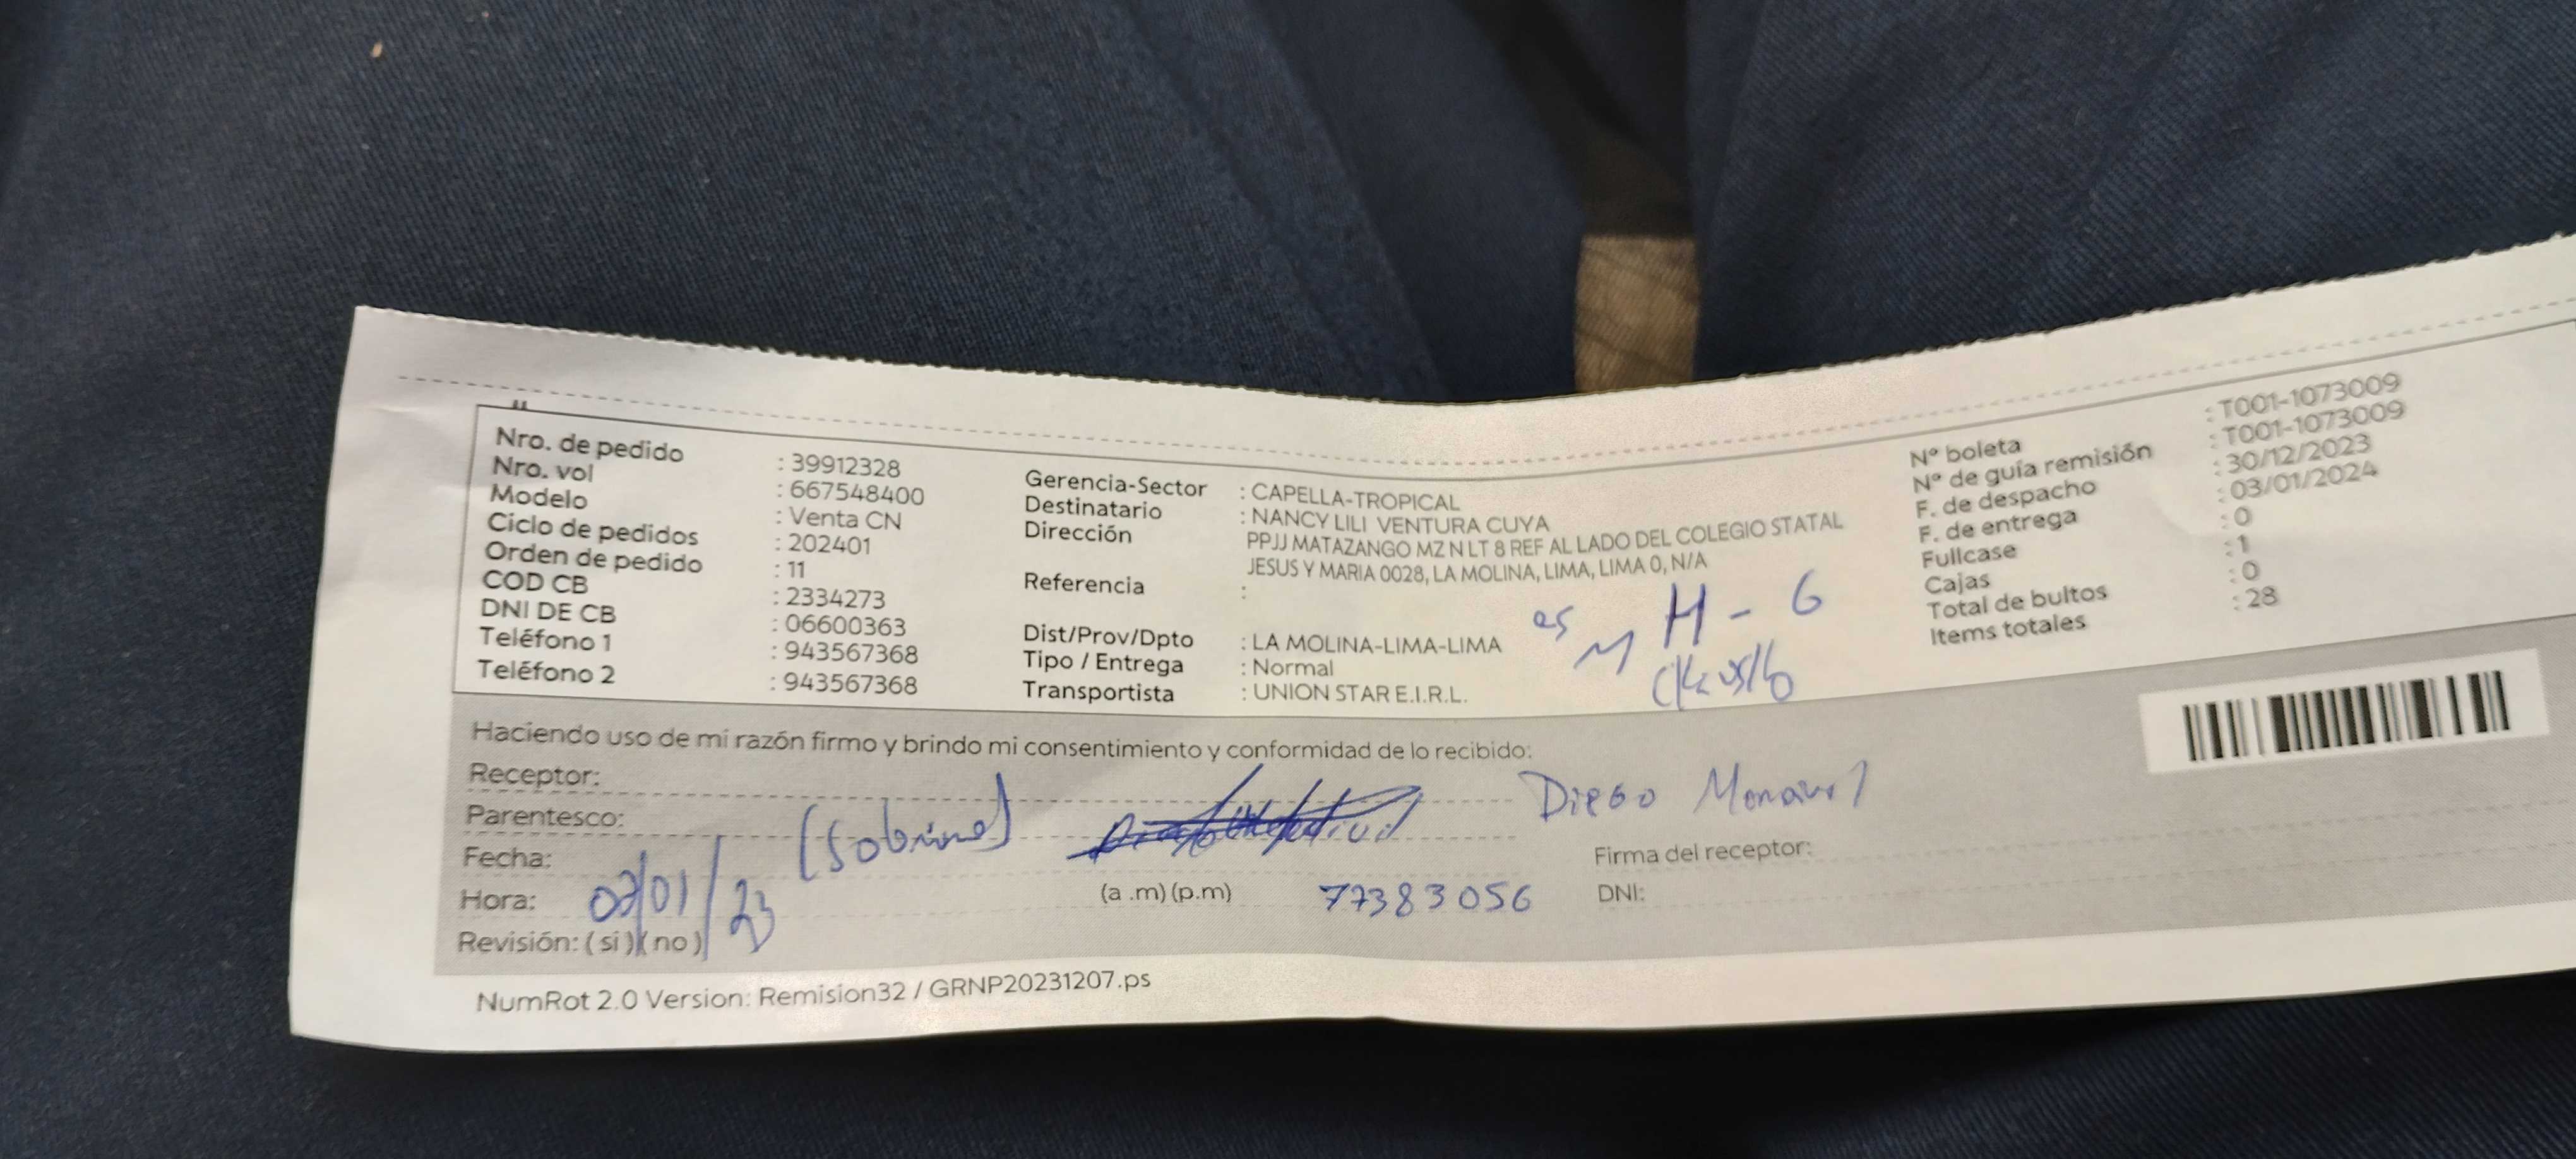 Nro. de pedido : 39912328
Nro. vol : 667548400
Modelo : Venta CN
Ciclo de pedidos : 202401
Orden de pedido : 11
COD CB : 2334273
DNI DE CB : 06600363
Teléfono 1 : 943567368
Teléfono 2 : 943567368
Gerencia-Sector : CAPELLA-TROPICAL
Destinatario : NANCY LILI VENTURA CUYA
Dirección PPJJ MATAZANGO MZ N LT 8 REF AL LADO DEL COLEGIO STATAL
JESUS Y MARIA 0028, LA MOLINA, LIMA, LIMA 0, N/A
Referencia :
Dist/Prov/Dpto : LA MOLINA-LIMA-LIMA
Tipo / Entrega : Normal
Transportista : UNION STAR E.I.R.L.
es M H - 6
Nº boleta : T001-1073009
Nº de guía remisión : T001-1073009
F. de despacho : 30/12/2023
F. de entrega : 03/01/2024
Fullcase : 0
Cajas : 1
Total de bultos : 0
Items totales : 28
Haciendo uso de mi razón firmo y brindo mi consentimiento y conformidad de lo recibido:
Receptor: Diego
Parentesco: (Sobrino)
Fecha:
Firma del receptor:
Hora: 03/01/23 (a .m) (p.m) 77383056 DNI:
Revisión: ( si ) ( no )
NumRot 2.0 Version: Remision32 / GRNP20231207.ps